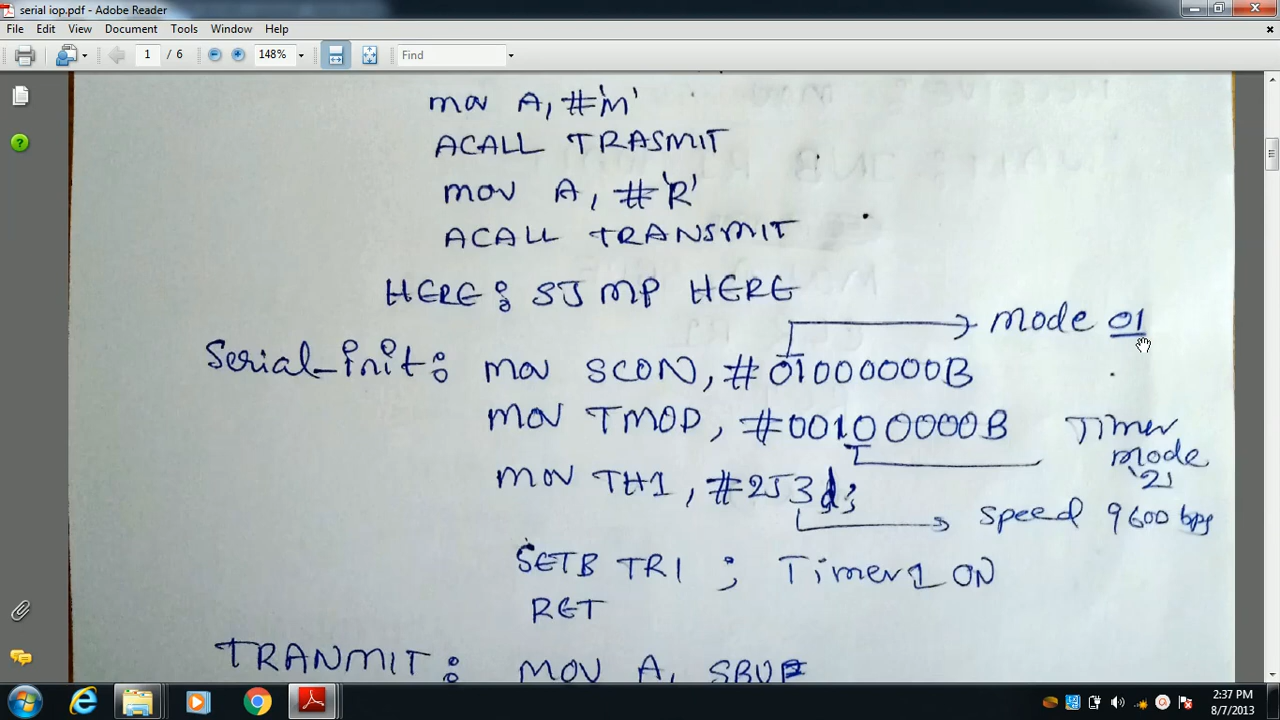 serial iop.pdf - Adobe Reader
File Edit View Document Tools Window Help
1 / 6 148% Find
mov A, #'M'
ACALL TRASMIT
mov A, #'R'
ACALL TRANSMIT
HERE: SJMP HERE
mode 01
Serial_Init: mov SCON, #01000000B
mov TMOD, #00100000B Timer
mode
'2'
mov TH1, #253d;
speed 9600 bps
SETB TR1 ; Timer1 ON
RET
TRANMIT: MOV A, SBUF
2:37 PM
8/7/2013